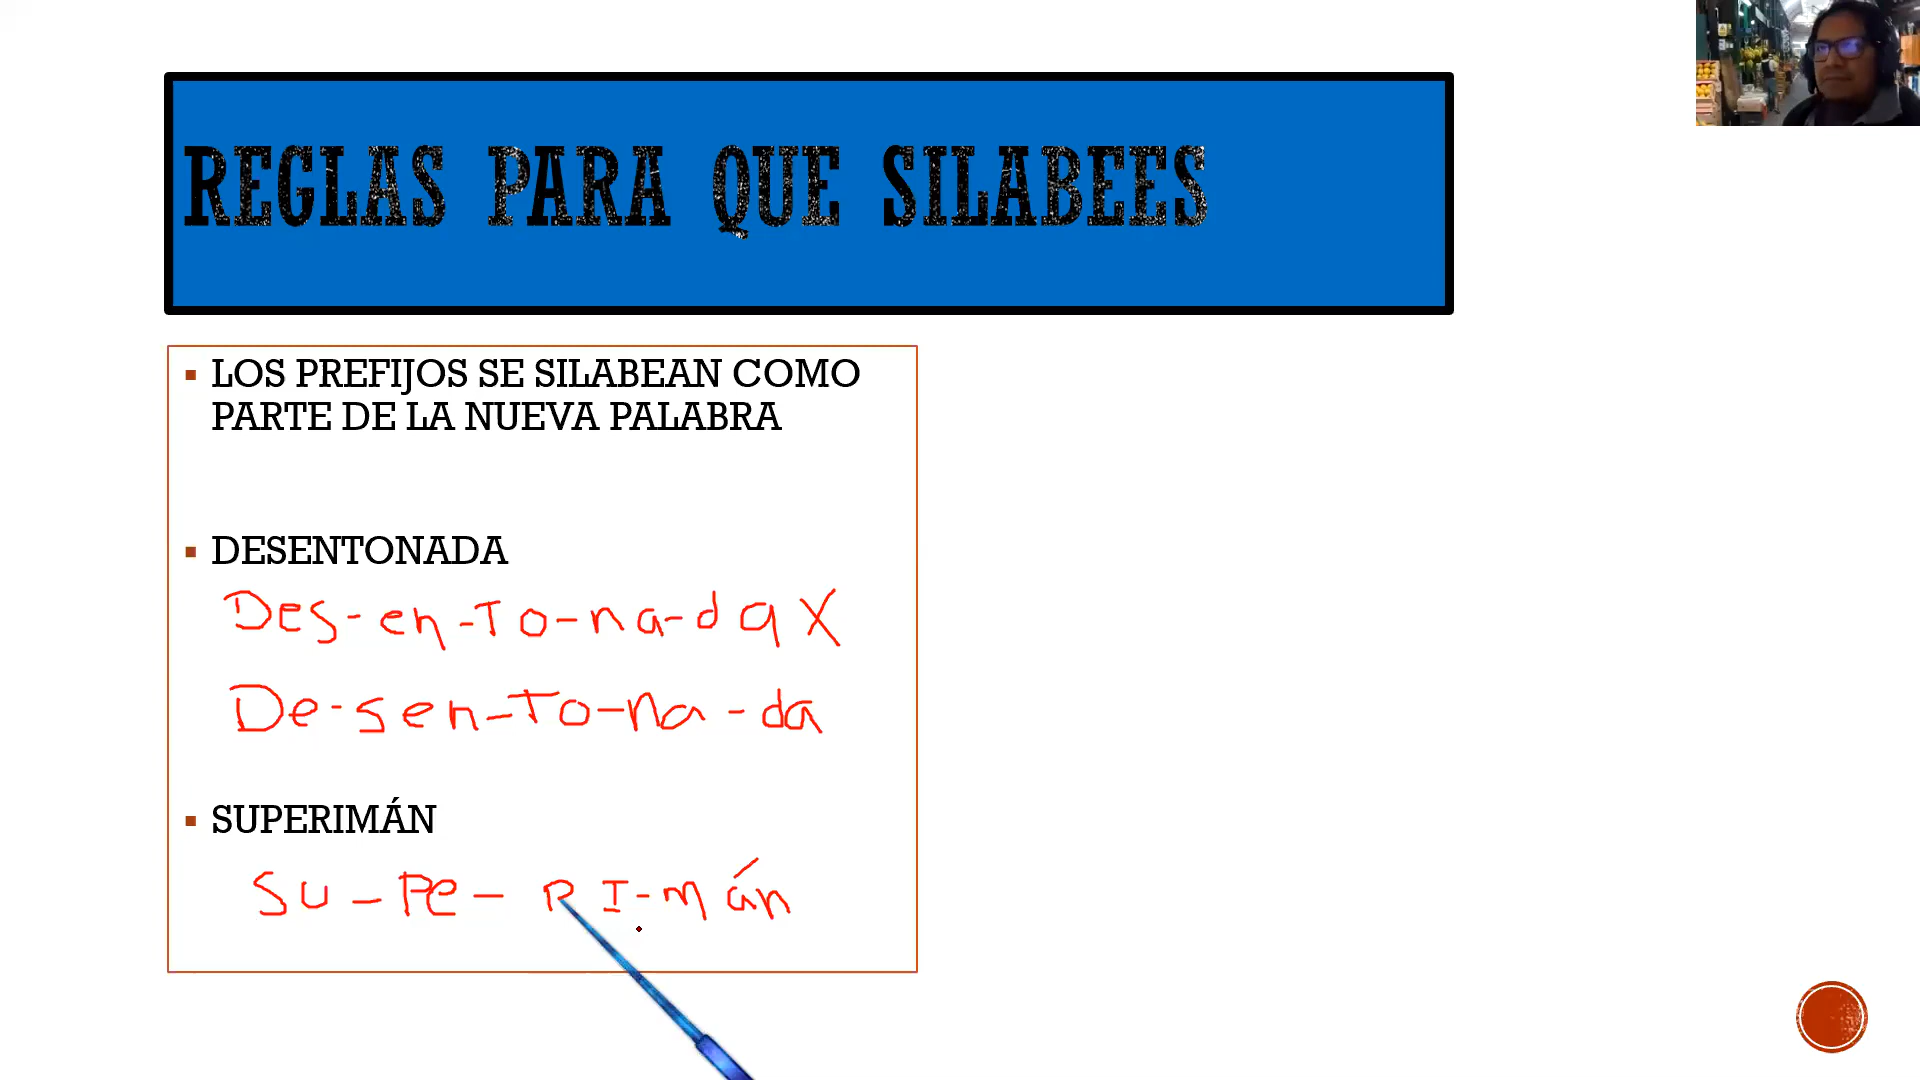 REGLAS PARA QUE SILABEES
LOS PREFIJOS SE SILABEAN COMO
PARTE DE LA NUEVA PALABRA
DESENTONADA
Des-en-To-na-da X
De-sen-To-na-da
SUPERIMÁN
Su-Pe-RI-mán